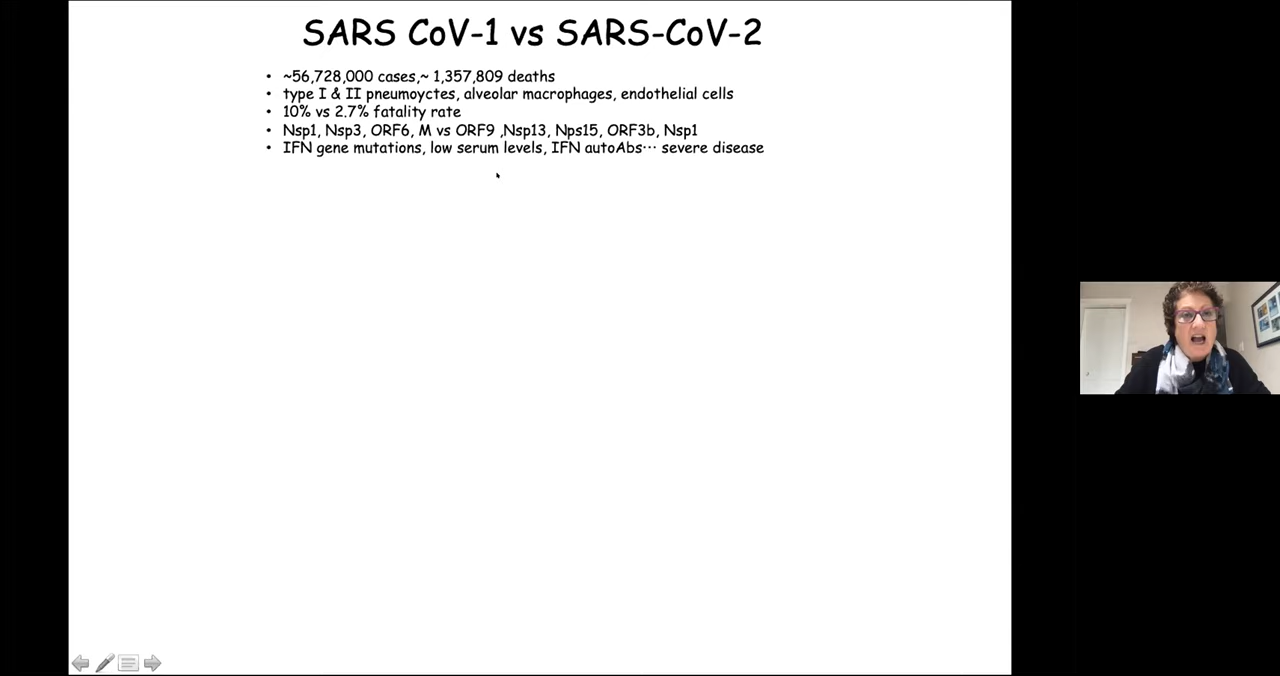 SARS CoV-1 vs SARS-CoV-2
• ~56,728,000 cases,~ 1,357,809 deaths
• type I & II pneumoyctes, alveolar macrophages, endothelial cells
• 10% vs 2.7% fatality rate
• Nsp1, Nsp3, ORF6, M vs ORF9 ,Nsp13, Nps15, ORF3b, Nsp1
• IFN gene mutations, low serum levels, IFN autoAbs… severe disease